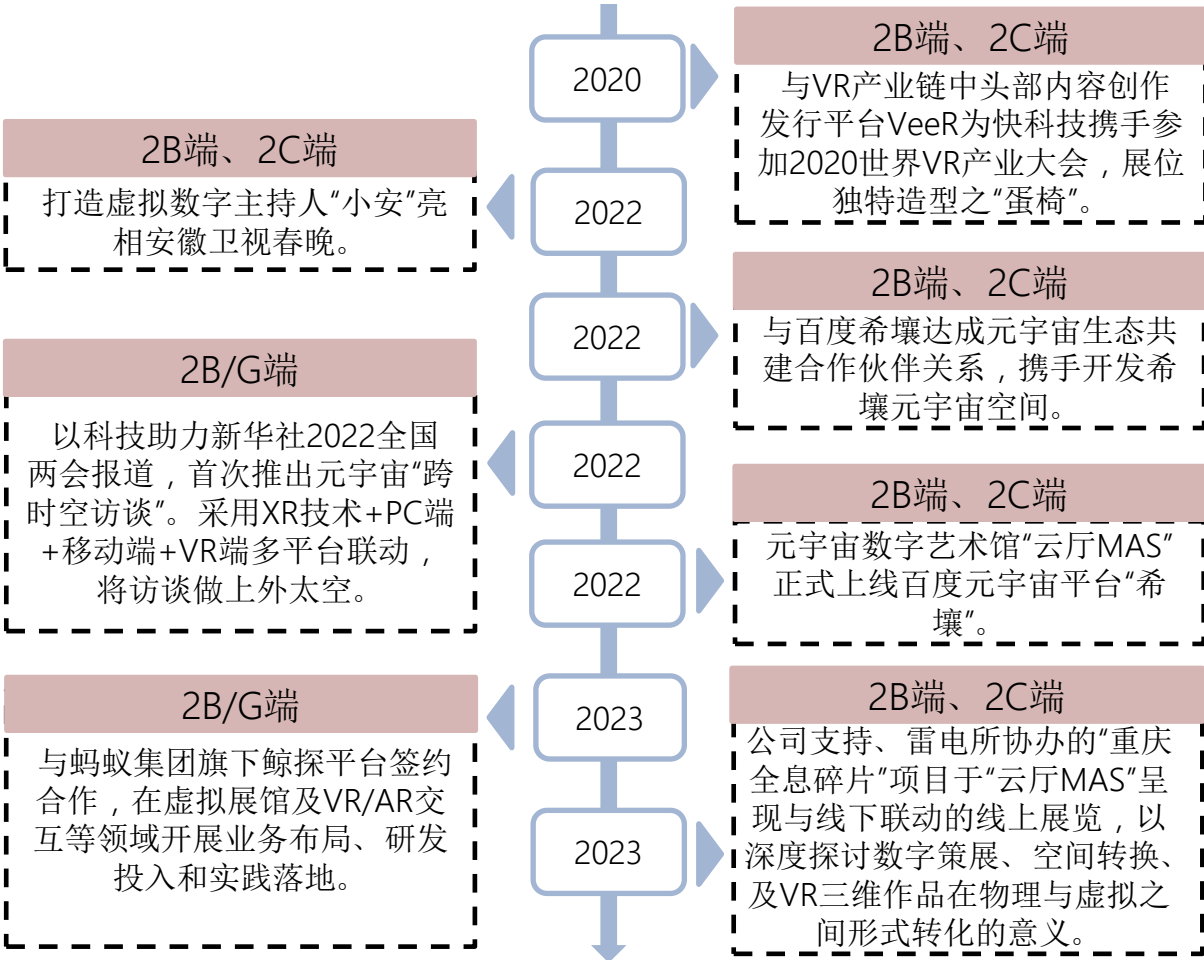 2020
2B端、2C端
与VR产业链中头部内容创作
发行平台VeeR为快科技携手参
加2020世界VR产业大会，展位
独特造型之“蛋椅”。
2B端、2C端
打造虚拟数字主持人“小安”亮
相安徽卫视春晚。
2022
2022
2B端、2C端
与百度希壤达成元宇宙生态共
建合作伙伴关系，携手开发希
壤元宇宙空间。
2B/G端
以科技助力新华社2022全国
两会报道，首次推出元宇宙“跨
时空访谈”。采用XR技术+PC端
+移动端+VR端多平台联动，
将访谈做上外太空。
2022
2022
2B端、2C端
元宇宙数字艺术馆“云厅MAS”
正式上线百度元宇宙平台“希
壤”。
2B/G端
与蚂蚁集团旗下鲸探平台签约
合作，在虚拟展馆及VR/AR交
互等领域开展业务布局、研发
投入和实践落地。
2023
2023
2B端、2C端
公司支持、雷电所协办的“重庆
全息碎片”项目于“云厅MAS”呈
现与线下联动的线上展览，以
深度探讨数字策展、空间转换、
及VR三维作品在物理与虚拟之
间形式转化的意义。